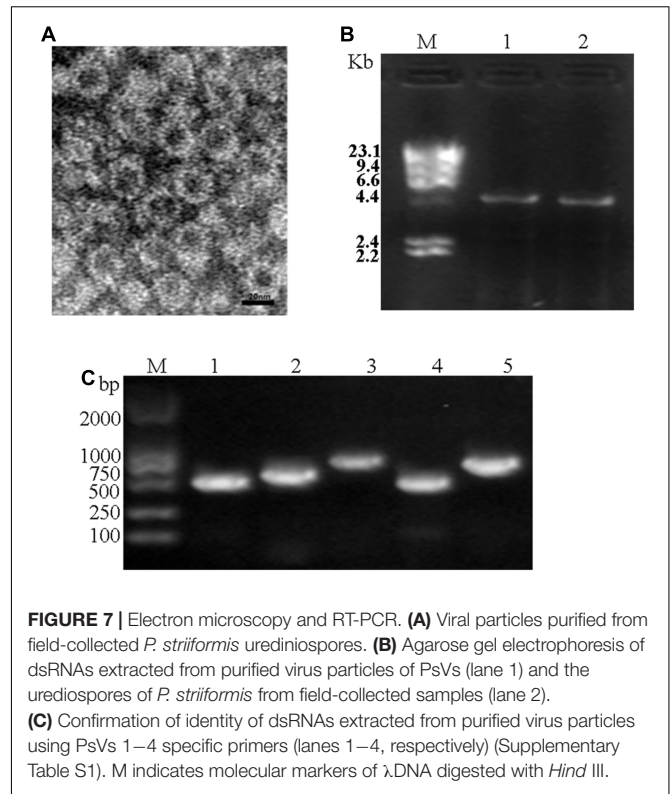 A
20nm
B
M 1 2
Kb
23.1
9.4
6.6
4.4
2.4
2.2
C
bp
M 1 2 3 4 5
2000
1000
750
500
250
100
FIGURE 7 | Electron microscopy and RT-PCR. (A) Viral particles purified from
field-collected P. striiformis urediniospores. (B) Agarose gel electrophoresis of
dsRNAs extracted from purified virus particles of PsVs (lane 1) and the
urediospores of P. striiformis from field-collected samples (lane 2).
(C) Confirmation of identity of dsRNAs extracted from purified virus particles
using PsVs 1−4 specific primers (lanes 1−4, respectively) (Supplementary
Table S1). M indicates molecular markers of λDNA digested with Hind III.